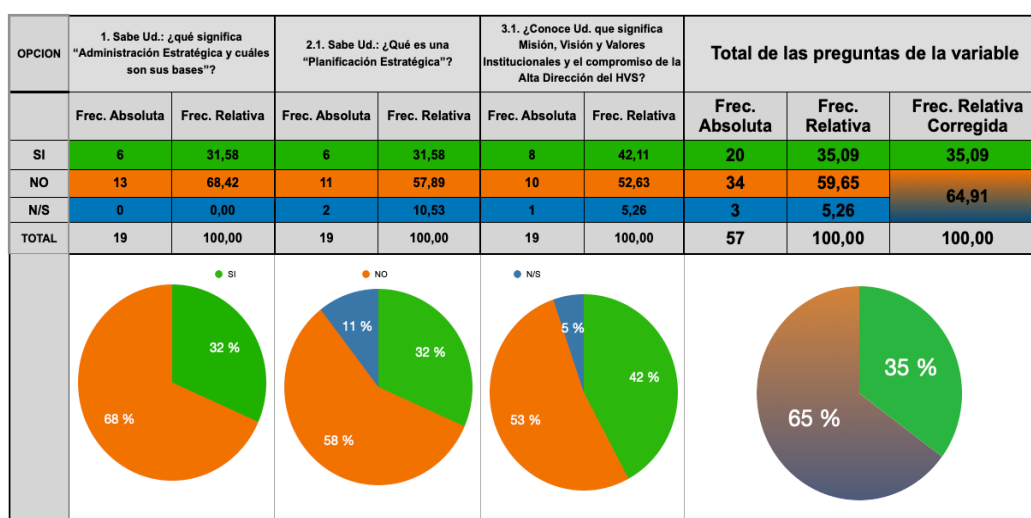 OPCION
1. Sabe Ud.: ¿qué significa
“Administración Estratégica y cuáles
son sus bases”?
2.1. Sabe Ud.: ¿Qué es una
“Planificación Estratégica”?
3.1. ¿Conoce Ud. que significa
Misión, Visión y Valores
Institucionales y el compromiso de la
Alta Dirección del HVS?
Total de las preguntas de la variable
Frec. Absoluta Frec. Relativa Frec. Absoluta Frec. Relativa Frec. Absoluta Frec. Relativa Frec. Absoluta Frec. Relativa Frec. Relativa Corregida
SI 6 31,58 6 31,58 8 42,11 20 35,09 35,09
NO 13 68,42 11 57,89 10 52,63 34 59,65
64,91
N/S 0 0,00 2 10,53 1 5,26 3 5,26
TOTAL 19 100,00 19 100,00 19 100,00 57 100,00 100,00
SI NO N/S
32 %
68 %
11 %
32 %
58 %
5 %
42 %
53 %
35 %
65 %